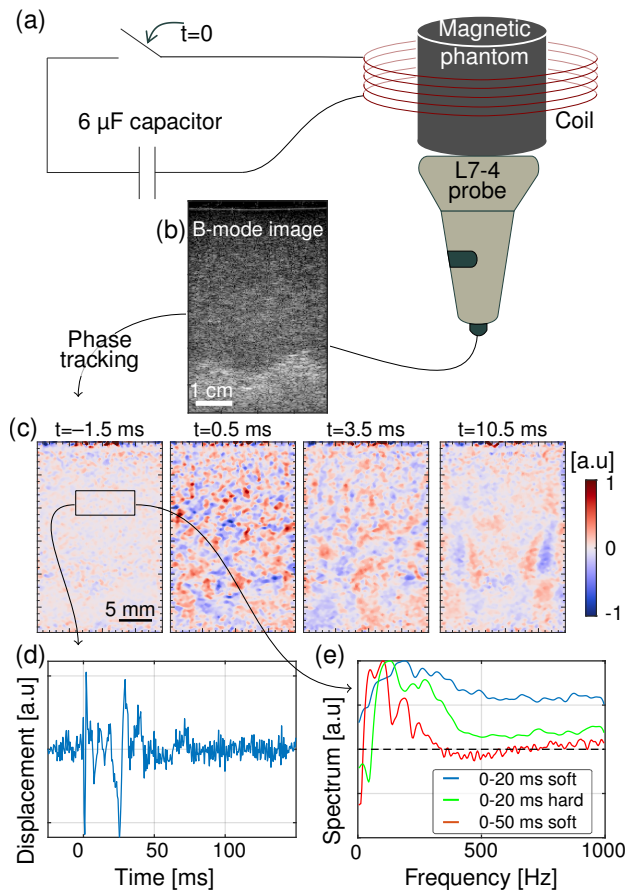 (a)
t=0
Magnetic
phantom
6 µF capacitor
Coil
L7-4
probe
(b)
B-mode image
Phase
tracking
1 cm
(c)
t=–1.5 ms
t=0.5 ms
t=3.5 ms
t=10.5 ms
[a.u]
1
0
-1
5 mm
(d)
Displacement [a.u]
0
50
100
Time [ms]
(e)
Spectrum [a.u]
0-20 ms soft
0-20 ms hard
0-50 ms soft
0
500
1000
Frequency [Hz]